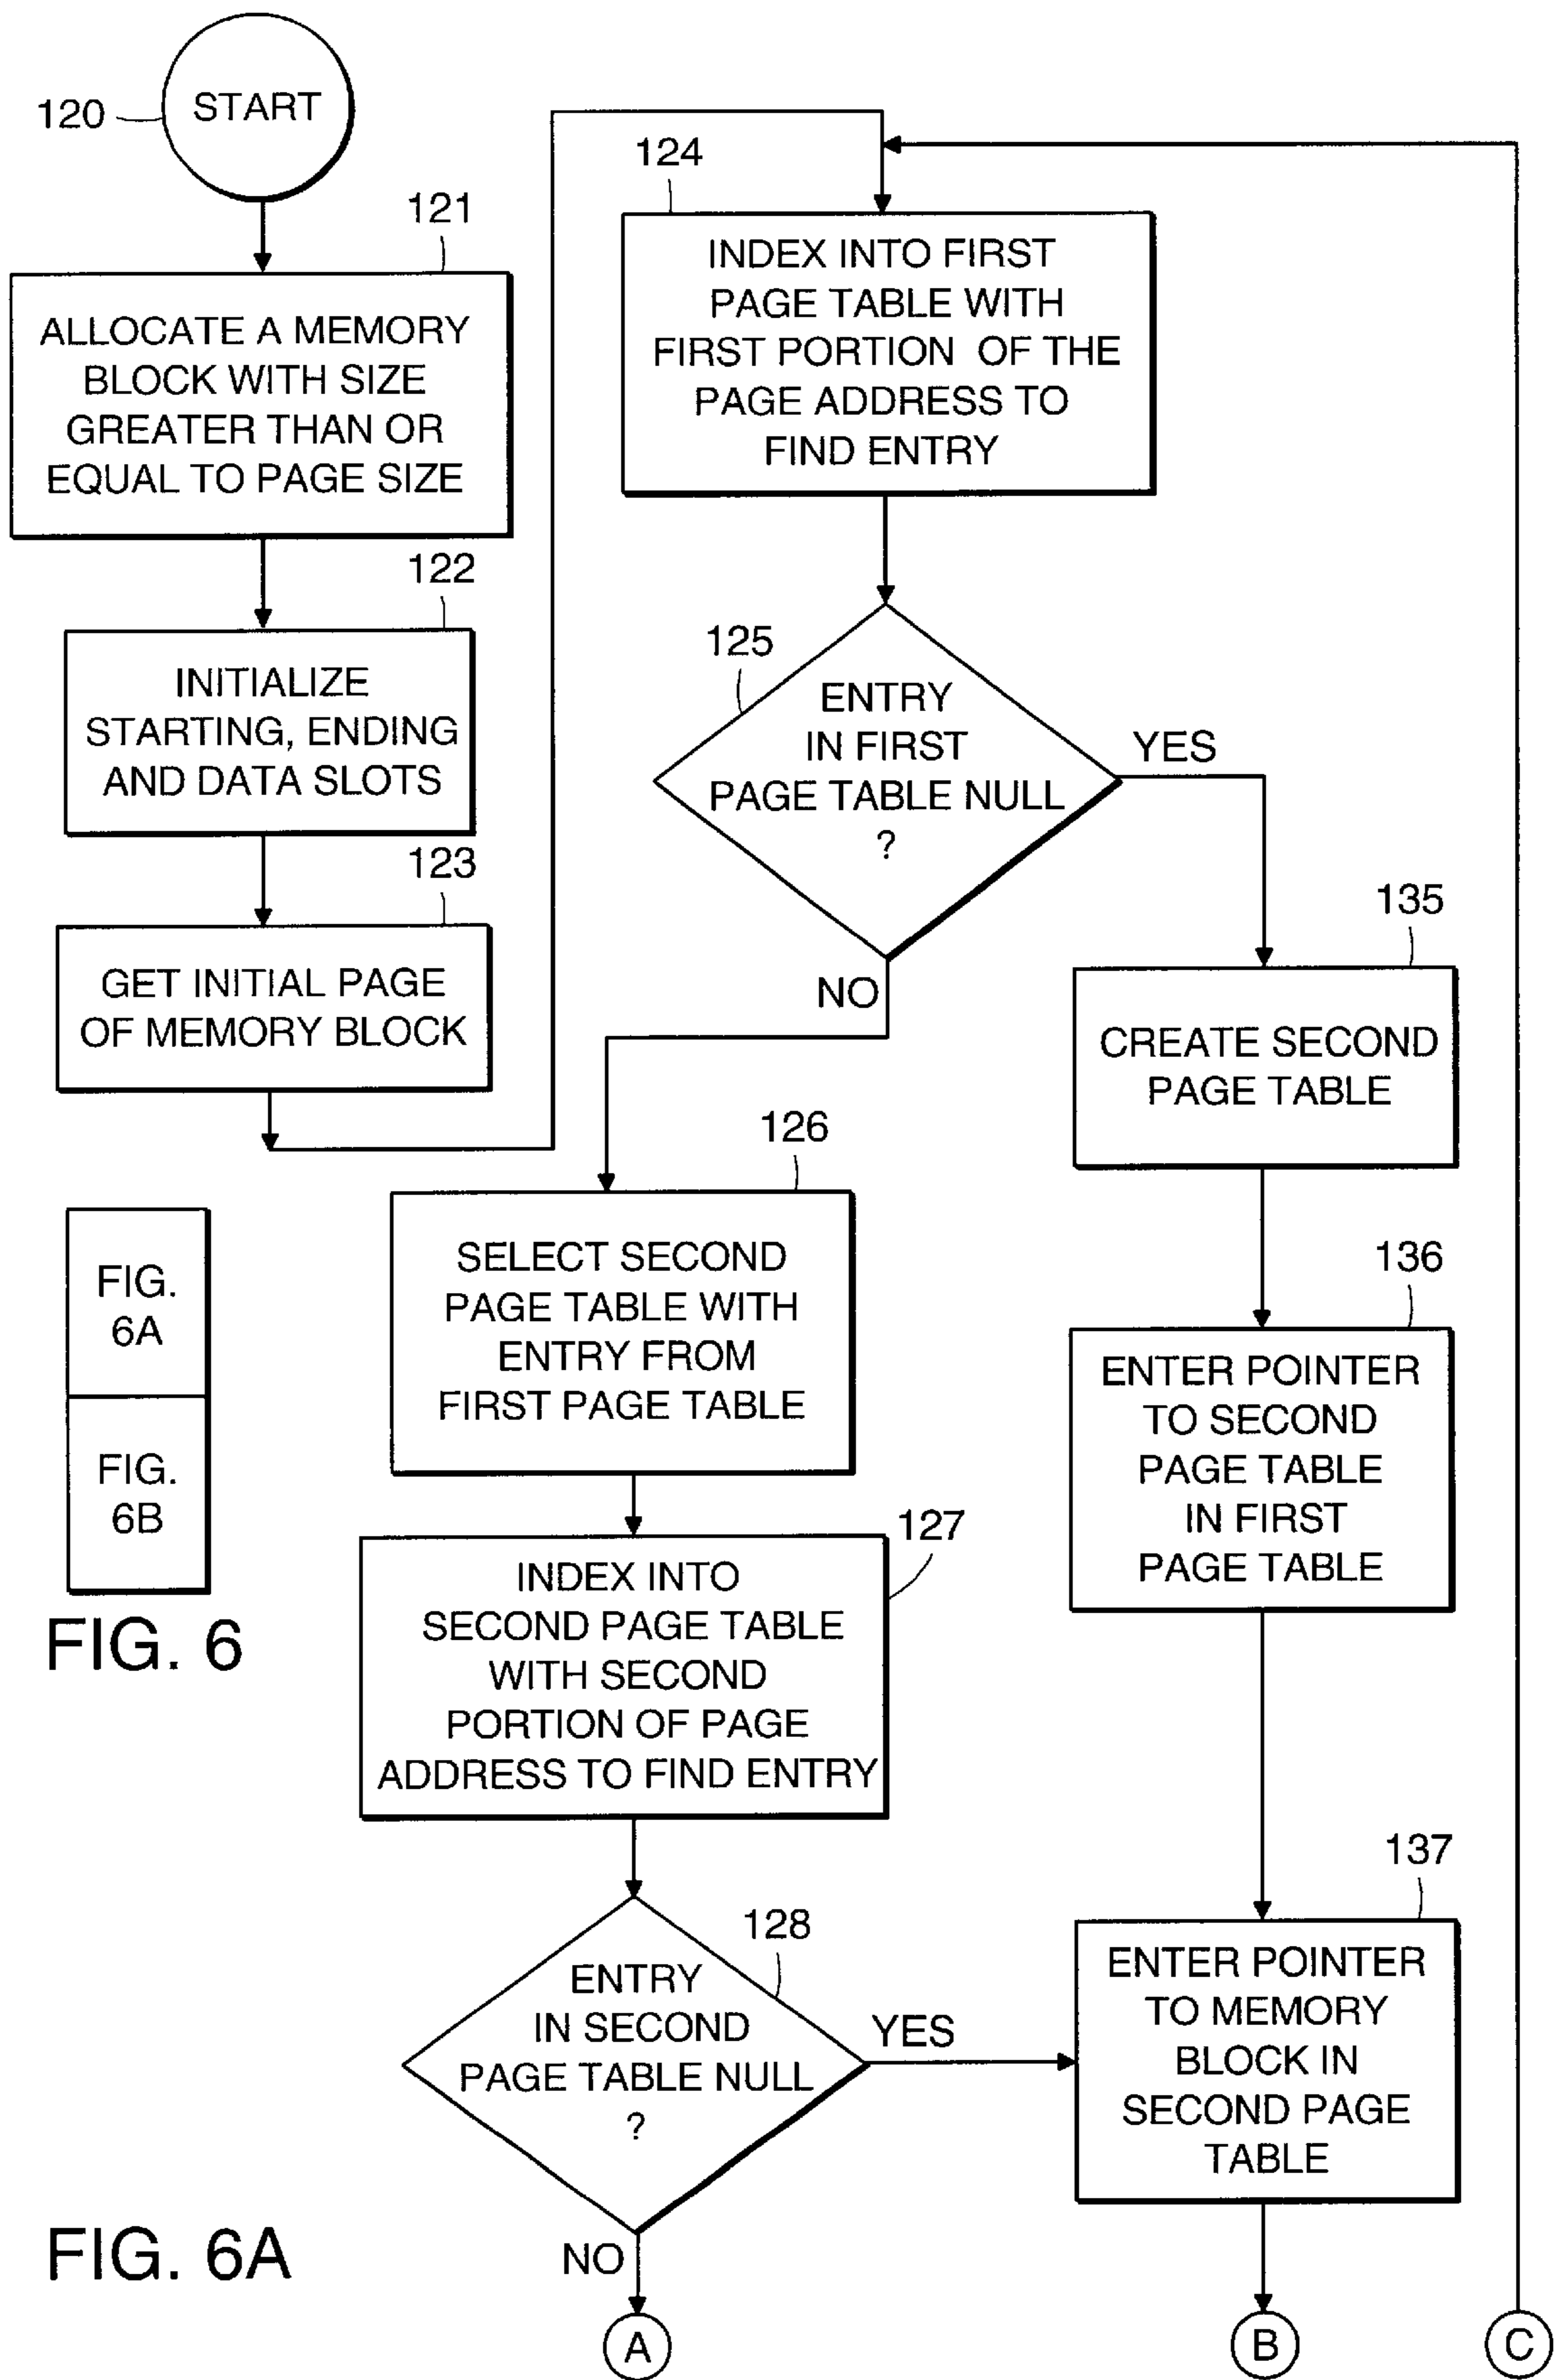 120
START
121
ALLOCATE A MEMORY
BLOCK WITH SIZE
GREATER THAN OR
EQUAL TO PAGE SIZE
122
INITIALIZE
STARTING, ENDING
AND DATA SLOTS
123
GET INITIAL PAGE
OF MEMORY BLOCK
124
INDEX INTO FIRST
PAGE TABLE WITH
FIRST PORTION OF THE
PAGE ADDRESS TO
FIND ENTRY
125
ENTRY
IN FIRST
PAGE TABLE NULL
?
YES
NO
135
CREATE SECOND
PAGE TABLE
136
ENTER POINTER
TO SECOND
PAGE TABLE
IN FIRST
PAGE TABLE
126
SELECT SECOND
PAGE TABLE WITH
ENTRY FROM
FIRST PAGE TABLE
127
INDEX INTO
SECOND PAGE TABLE
WITH SECOND
PORTION OF PAGE
ADDRESS TO FIND ENTRY
128
ENTRY
IN SECOND
PAGE TABLE NULL
?
YES
NO
137
ENTER POINTER
TO MEMORY
BLOCK IN
SECOND PAGE
TABLE
A
B
C
FIG.
6A
FIG.
6B
FIG. 6
FIG. 6A